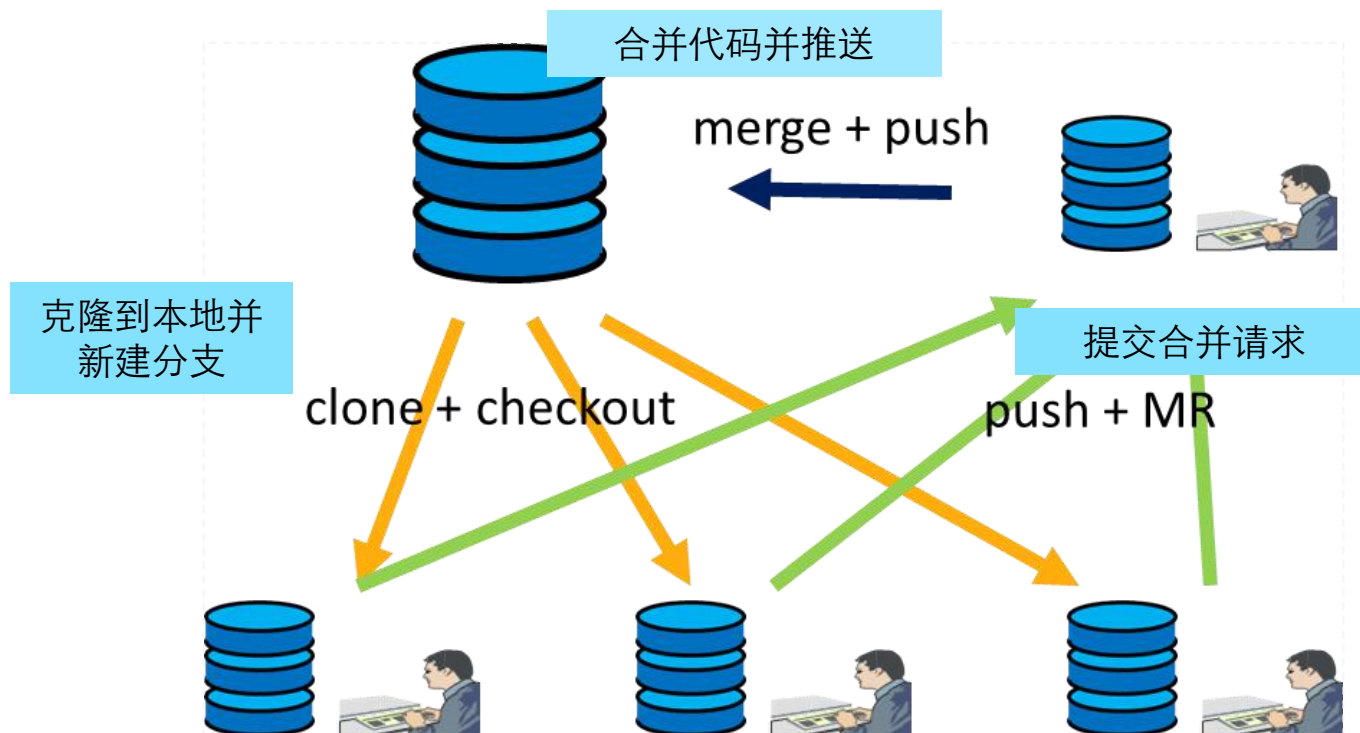 合并代码并推送
merge + push
克隆到本地并
新建分支
提交合并请求
clone + checkout
push + MR